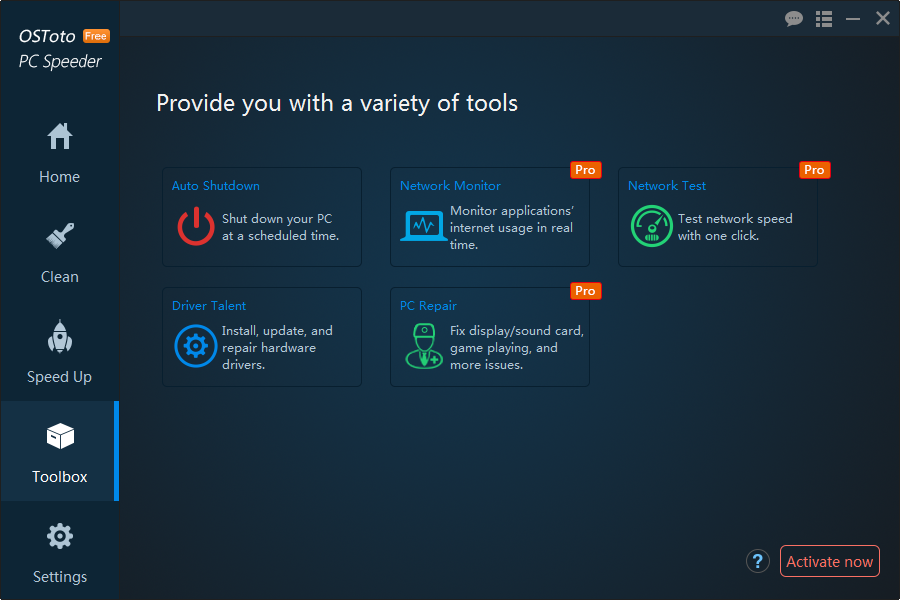 OSToto Free
PC Speeder
Home
Clean
Speed Up
Toolbox
Settings
Provide you with a variety of tools
Auto Shutdown
Shut down your PC
at a scheduled time.
Pro
Network Monitor
Monitor applications’
internet usage in real
time.
Pro
Network Test
Test network speed
with one click.
Driver Talent
Install, update, and
repair hardware
drivers.
Pro
PC Repair
Fix display/sound card,
game playing, and
more issues.
?
Activate now